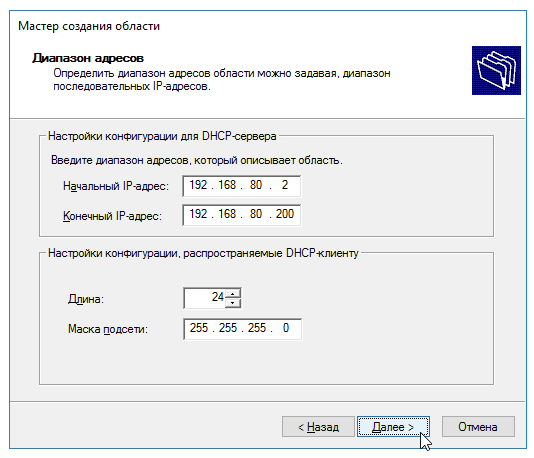 Мастер создания области
Диапазон адресов
Определить диапазон адресов области можно задавая, диапазон
последовательных IP-адресов.
Настройки конфигурации для DHCP-сервера
Введите диапазон адресов, который описывает область.
Начальный IP-адрес: 192 . 168 . 80 . 2
Конечный IP-адрес: 192 . 168 . 80 . 200
Настройки конфигурации, распространяемые DHCP-клиенту
Длина: 24
Маска подсети: 255 . 255 . 255 . 0
< Назад Далее > Отмена